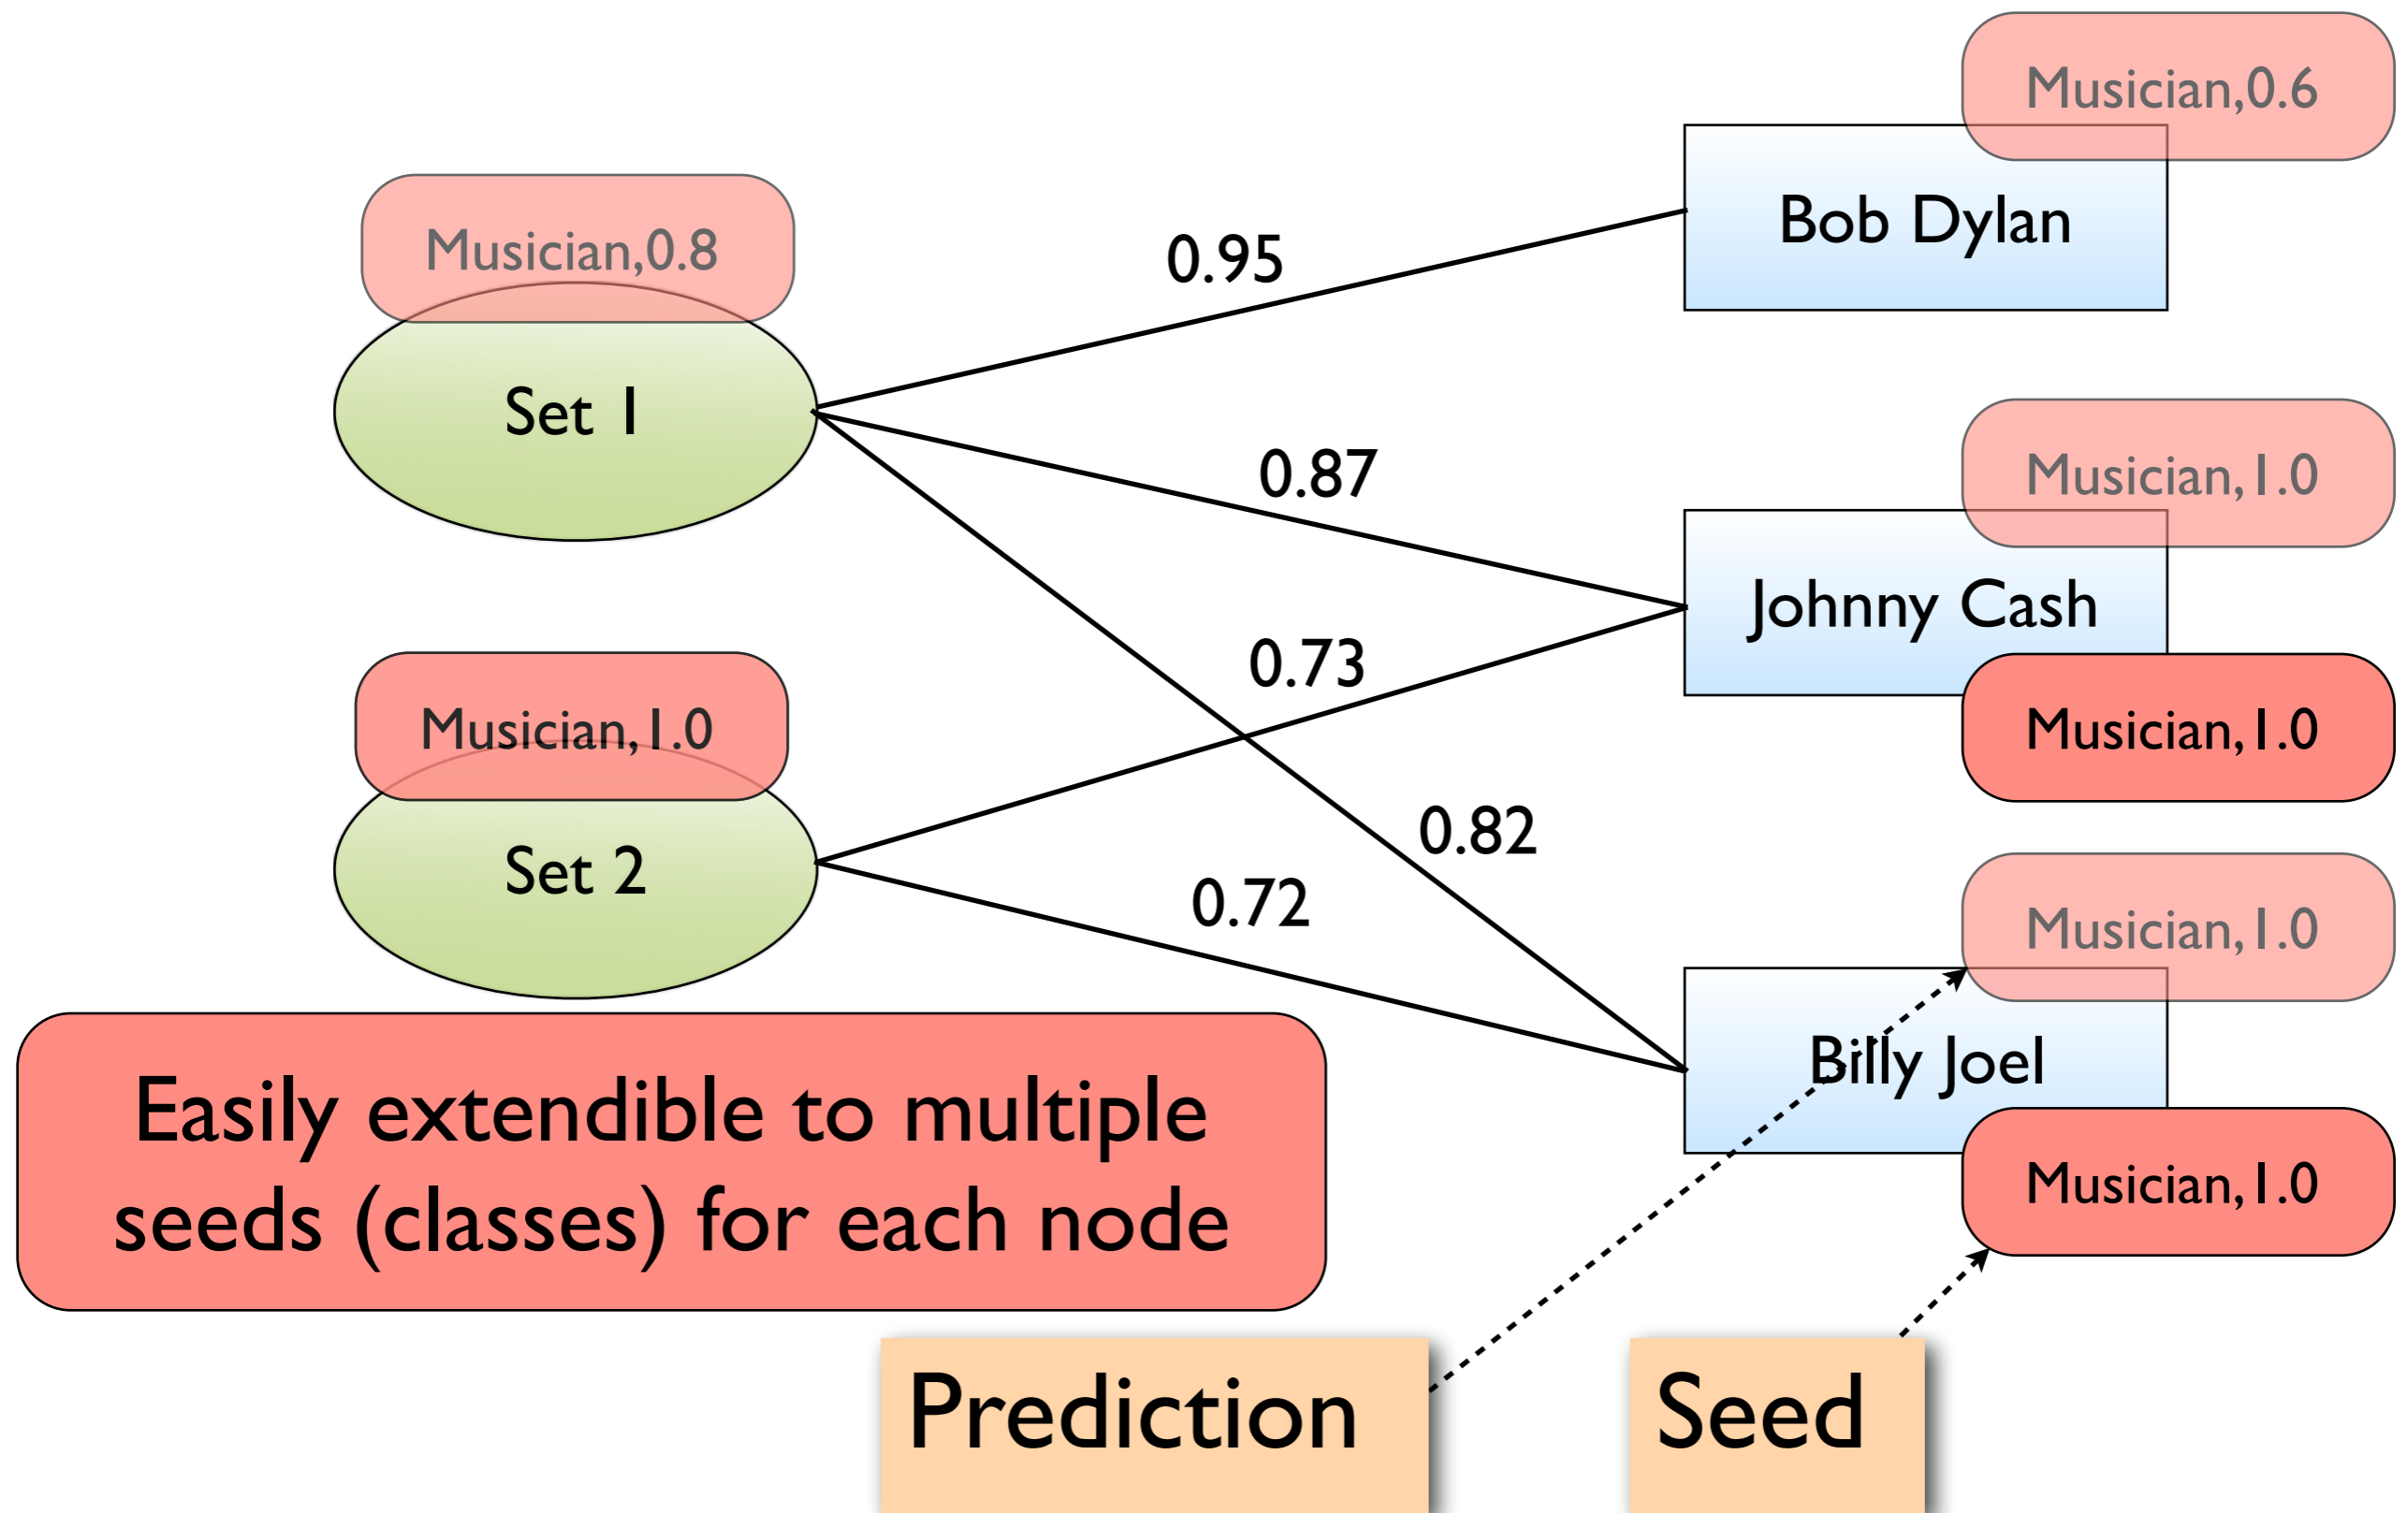 Musician,0.6
Bob Dylan
Musician,0.8
0.95
Set 1
0.87
Musician,1.0
Johnny Cash
0.73
Musician,1.0
Musician,1.0
Set 2
0.82
0.72
Musician,1.0
Billy Joel
Musician,1.0
Easily extendible to multiple
seeds (classes) for each node
Prediction
Seed